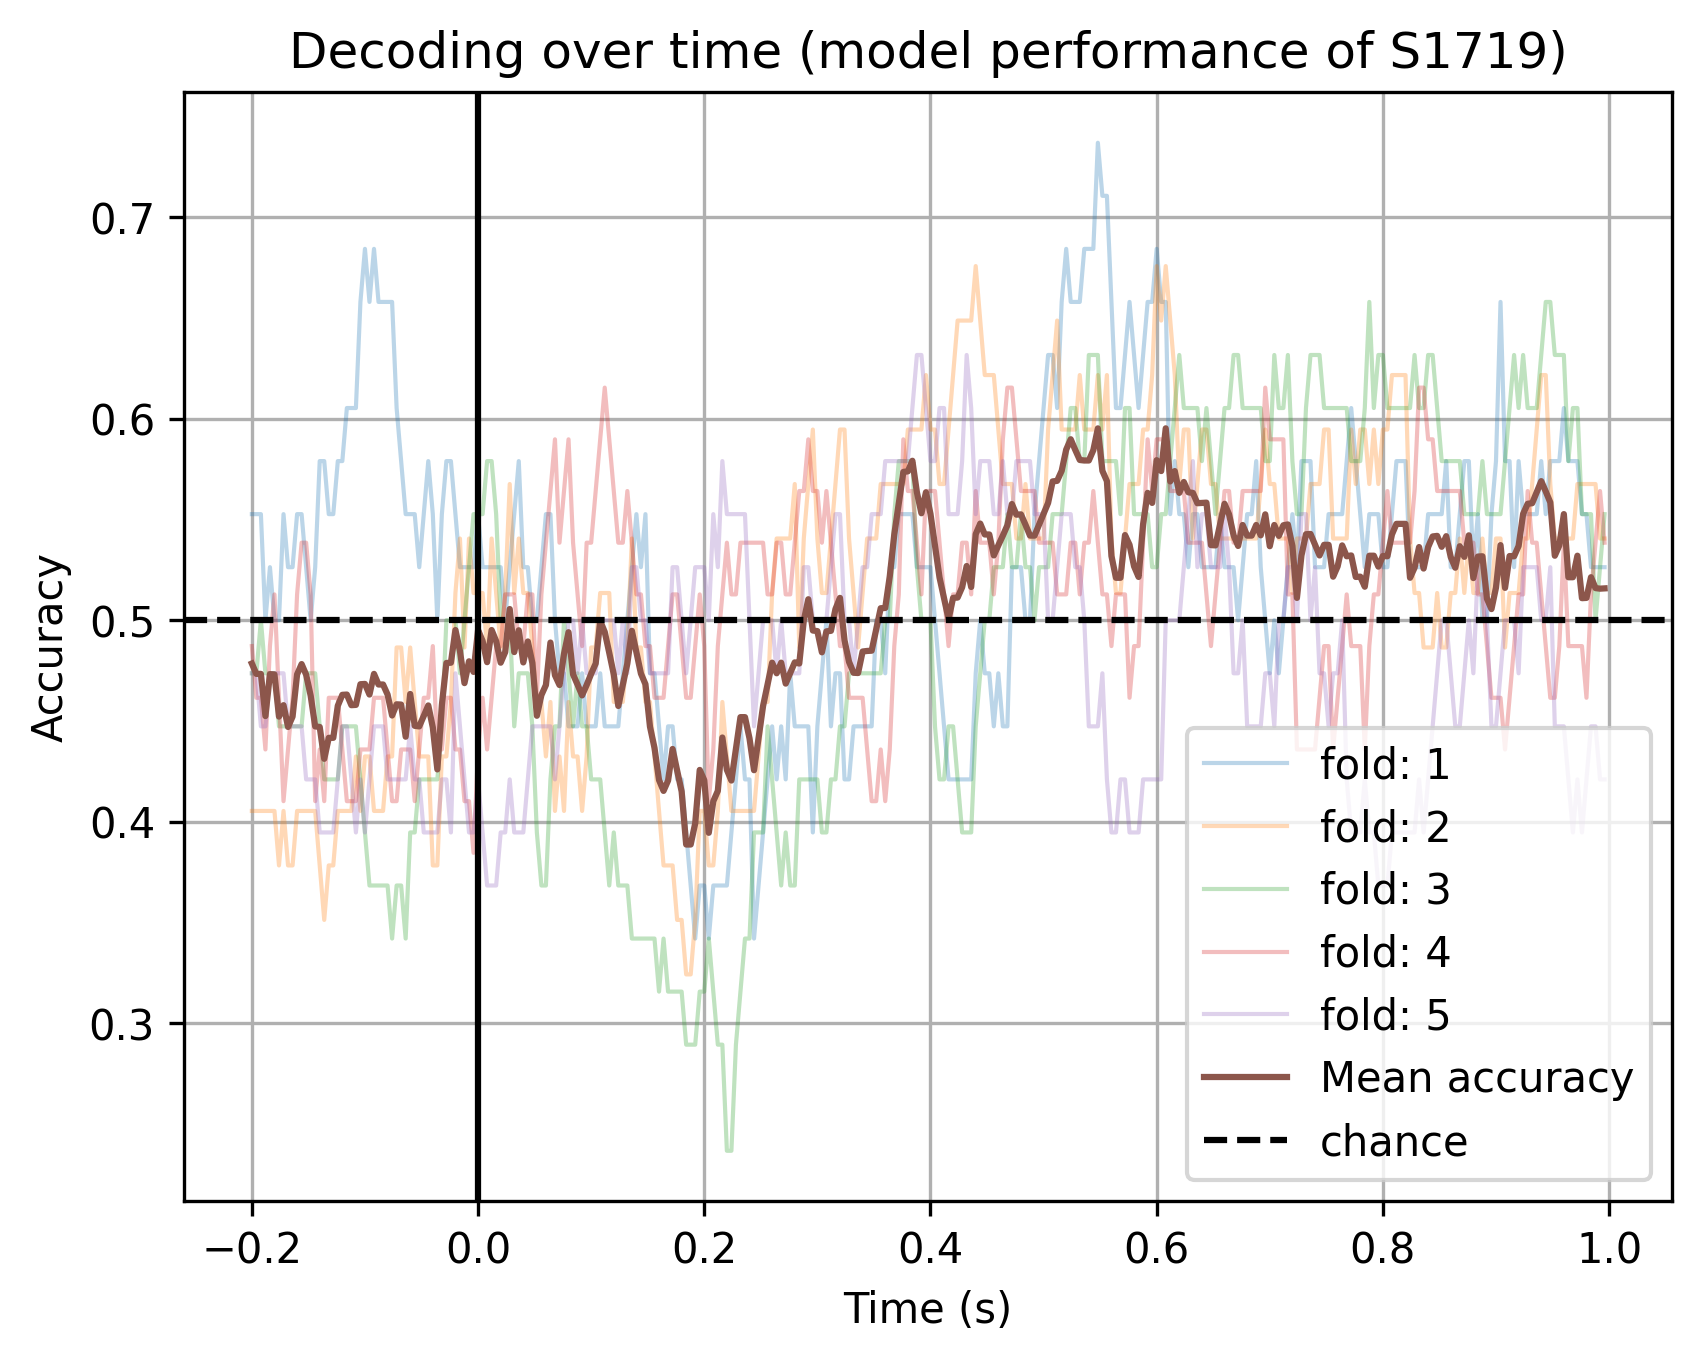 Decoding over time (model performance of S1719)
Accuracy
0.7
0.6
0.5
0.4
0.3
fold: 1
fold: 2
fold: 3
fold: 4
fold: 5
Mean accuracy
chance
−0.2 0.0 0.2 0.4 0.6 0.8 1.0
Time (s)